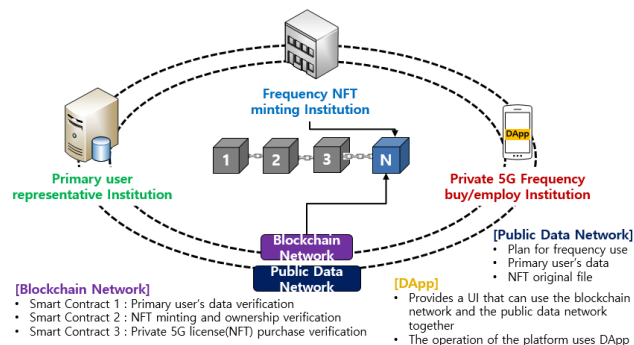 Frequency NFT
minting Institution
DApp
1
2
3
N
Primary user
representative Institution
Private 5G Frequency
buy/employ Institution
Blockchain
Network
Public Data
Network
[Public Data Network]
• Plan for frequency use
• Primary user's data
• NFT original file
[Blockchain Network]
• Smart Contract 1 : Primary user's data verification
• Smart Contract 2 : NFT minting and ownership verification
• Smart Contract 3 : Private 5G license(NFT) purchase verification
[DApp]
• Provides a UI that can use the blockchain
network and the public data network
together
• The operation of the platform uses DApp